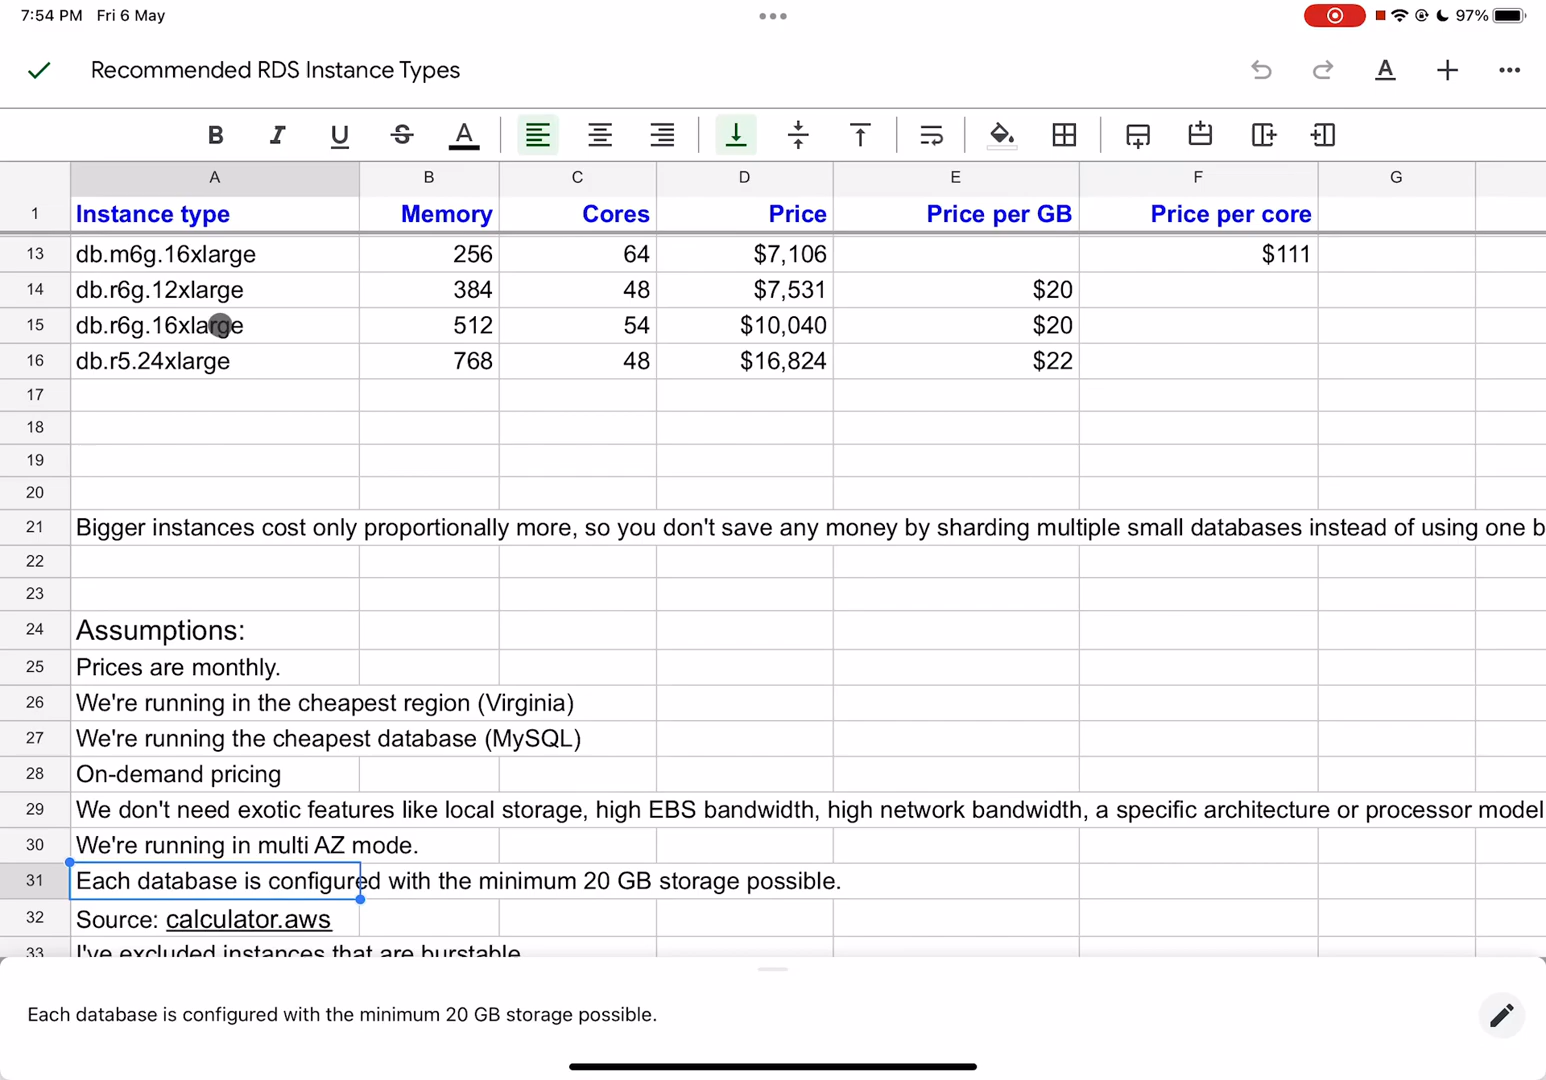 7:54 PM Fri 6 May 97%
Recommended RDS Instance Types
A B C D E F G
1 Instance type Memory Cores Price Price per GB Price per core
13 db.m6g.16xlarge 256 64 $7,106 $111
14 db.r6g.12xlarge 384 48 $7,531 $20
15 db.r6g.16xlarge 512 54 $10,040 $20
16 db.r5.24xlarge 768 48 $16,824 $22
17
18
19
20
21 Bigger instances cost only proportionally more, so you don't save any money by sharding multiple small databases instead of using one b
22
23
24 Assumptions:
25 Prices are monthly.
26 We're running in the cheapest region (Virginia)
27 We're running the cheapest database (MySQL)
28 On-demand pricing
29 We don't need exotic features like local storage, high EBS bandwidth, high network bandwidth, a specific architecture or processor model
30 We're running in multi AZ mode.
31 Each database is configured with the minimum 20 GB storage possible.
32 Source: calculator.aws
33 I've excluded instances that are burstable
Each database is configured with the minimum 20 GB storage possible.